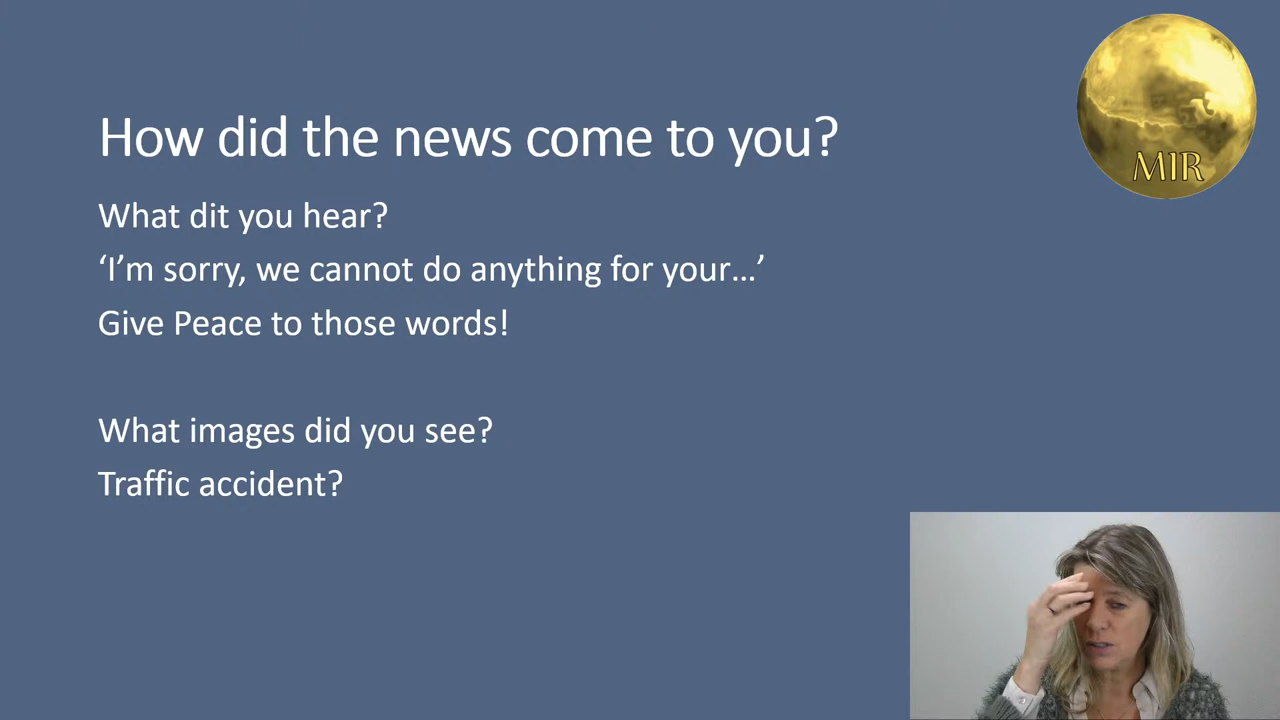 MIR
How did the news come to you?
What dit you hear?
‘I’m sorry, we cannot do anything for your…’
Give Peace to those words!
What images did you see?
Traffic accident?